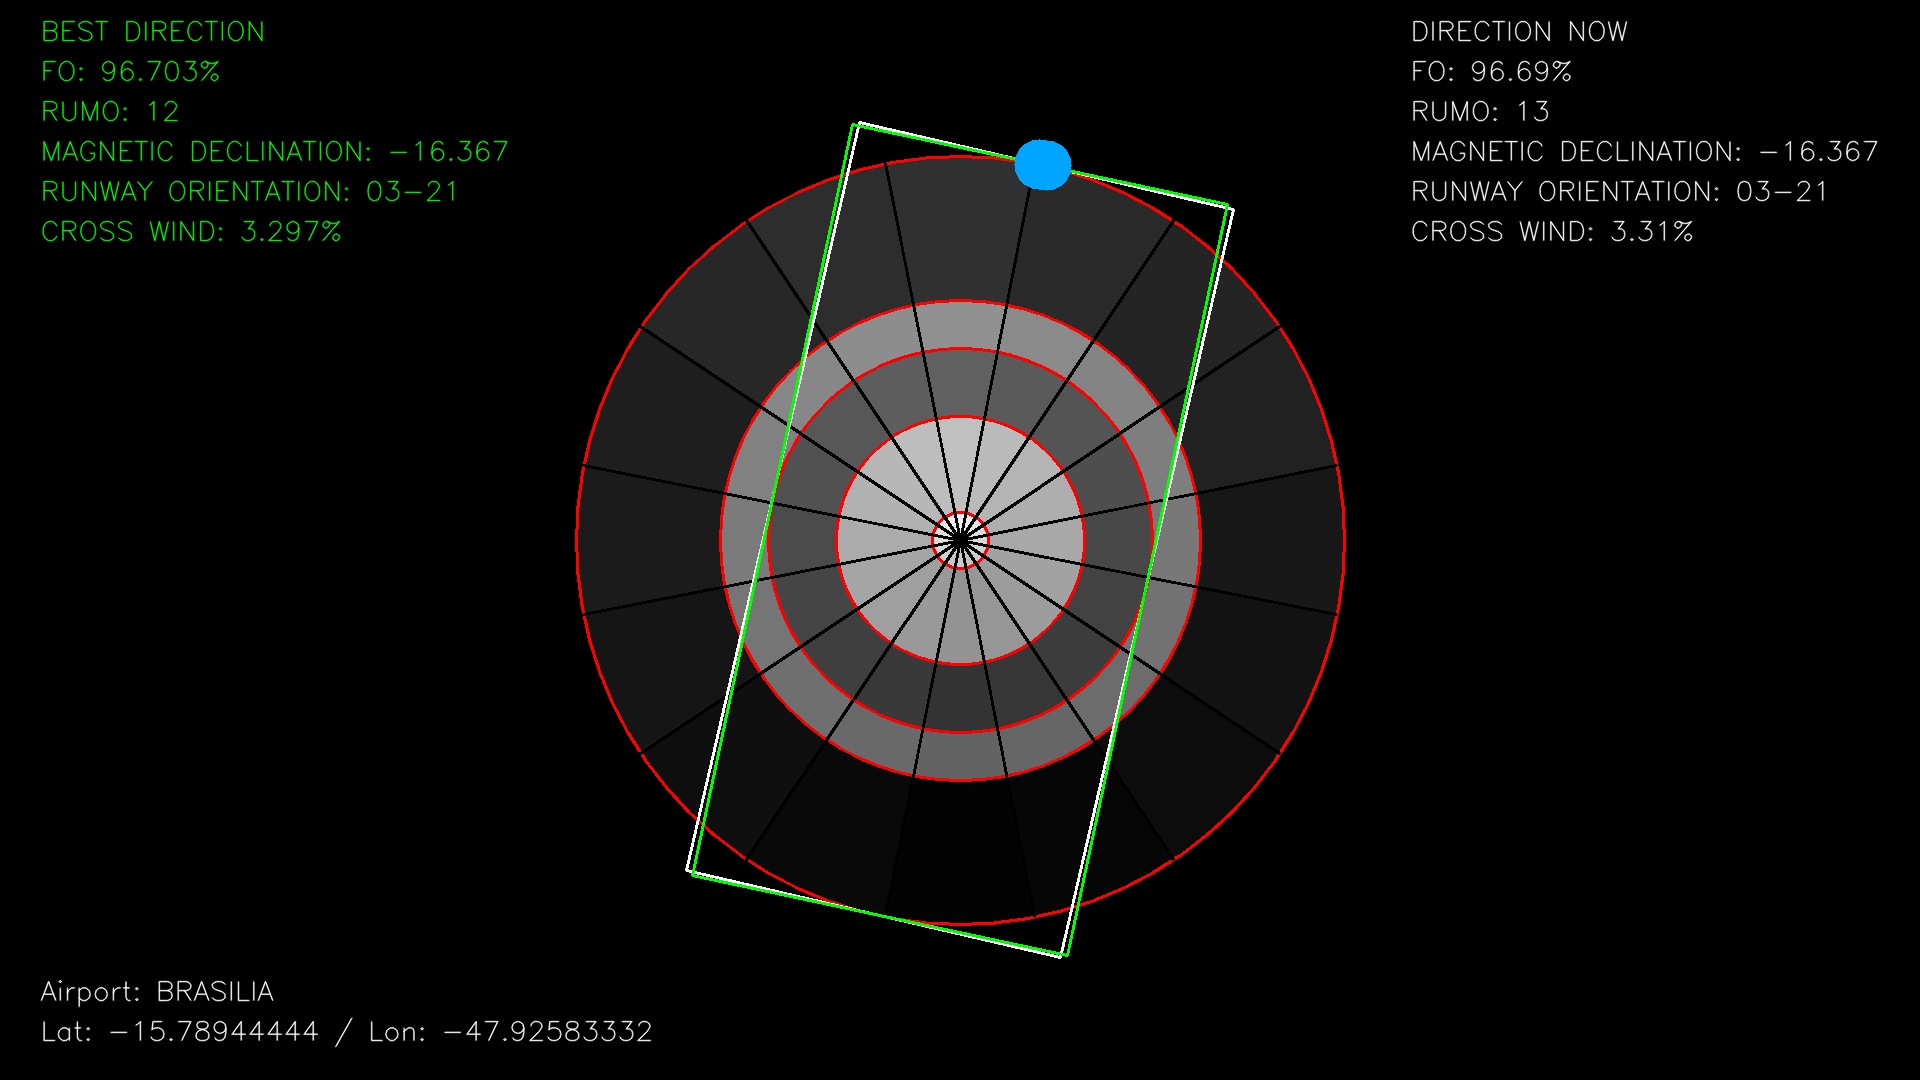 BEST DIRECTION
FO: 96.703%
RUMO: 12
MAGNETIC DECLINATION: -16.367
RUNWAY ORIENTATION: 03-21
CROSS WIND: 3.297%
DIRECTION NOW
FO: 96.69%
RUMO: 13
MAGNETIC DECLINATION: -16.367
RUNWAY ORIENTATION: 03-21
CROSS WIND: 3.31%
Airport: BRASILIA
Lat: -15.78944444 / Lon: -47.92583332